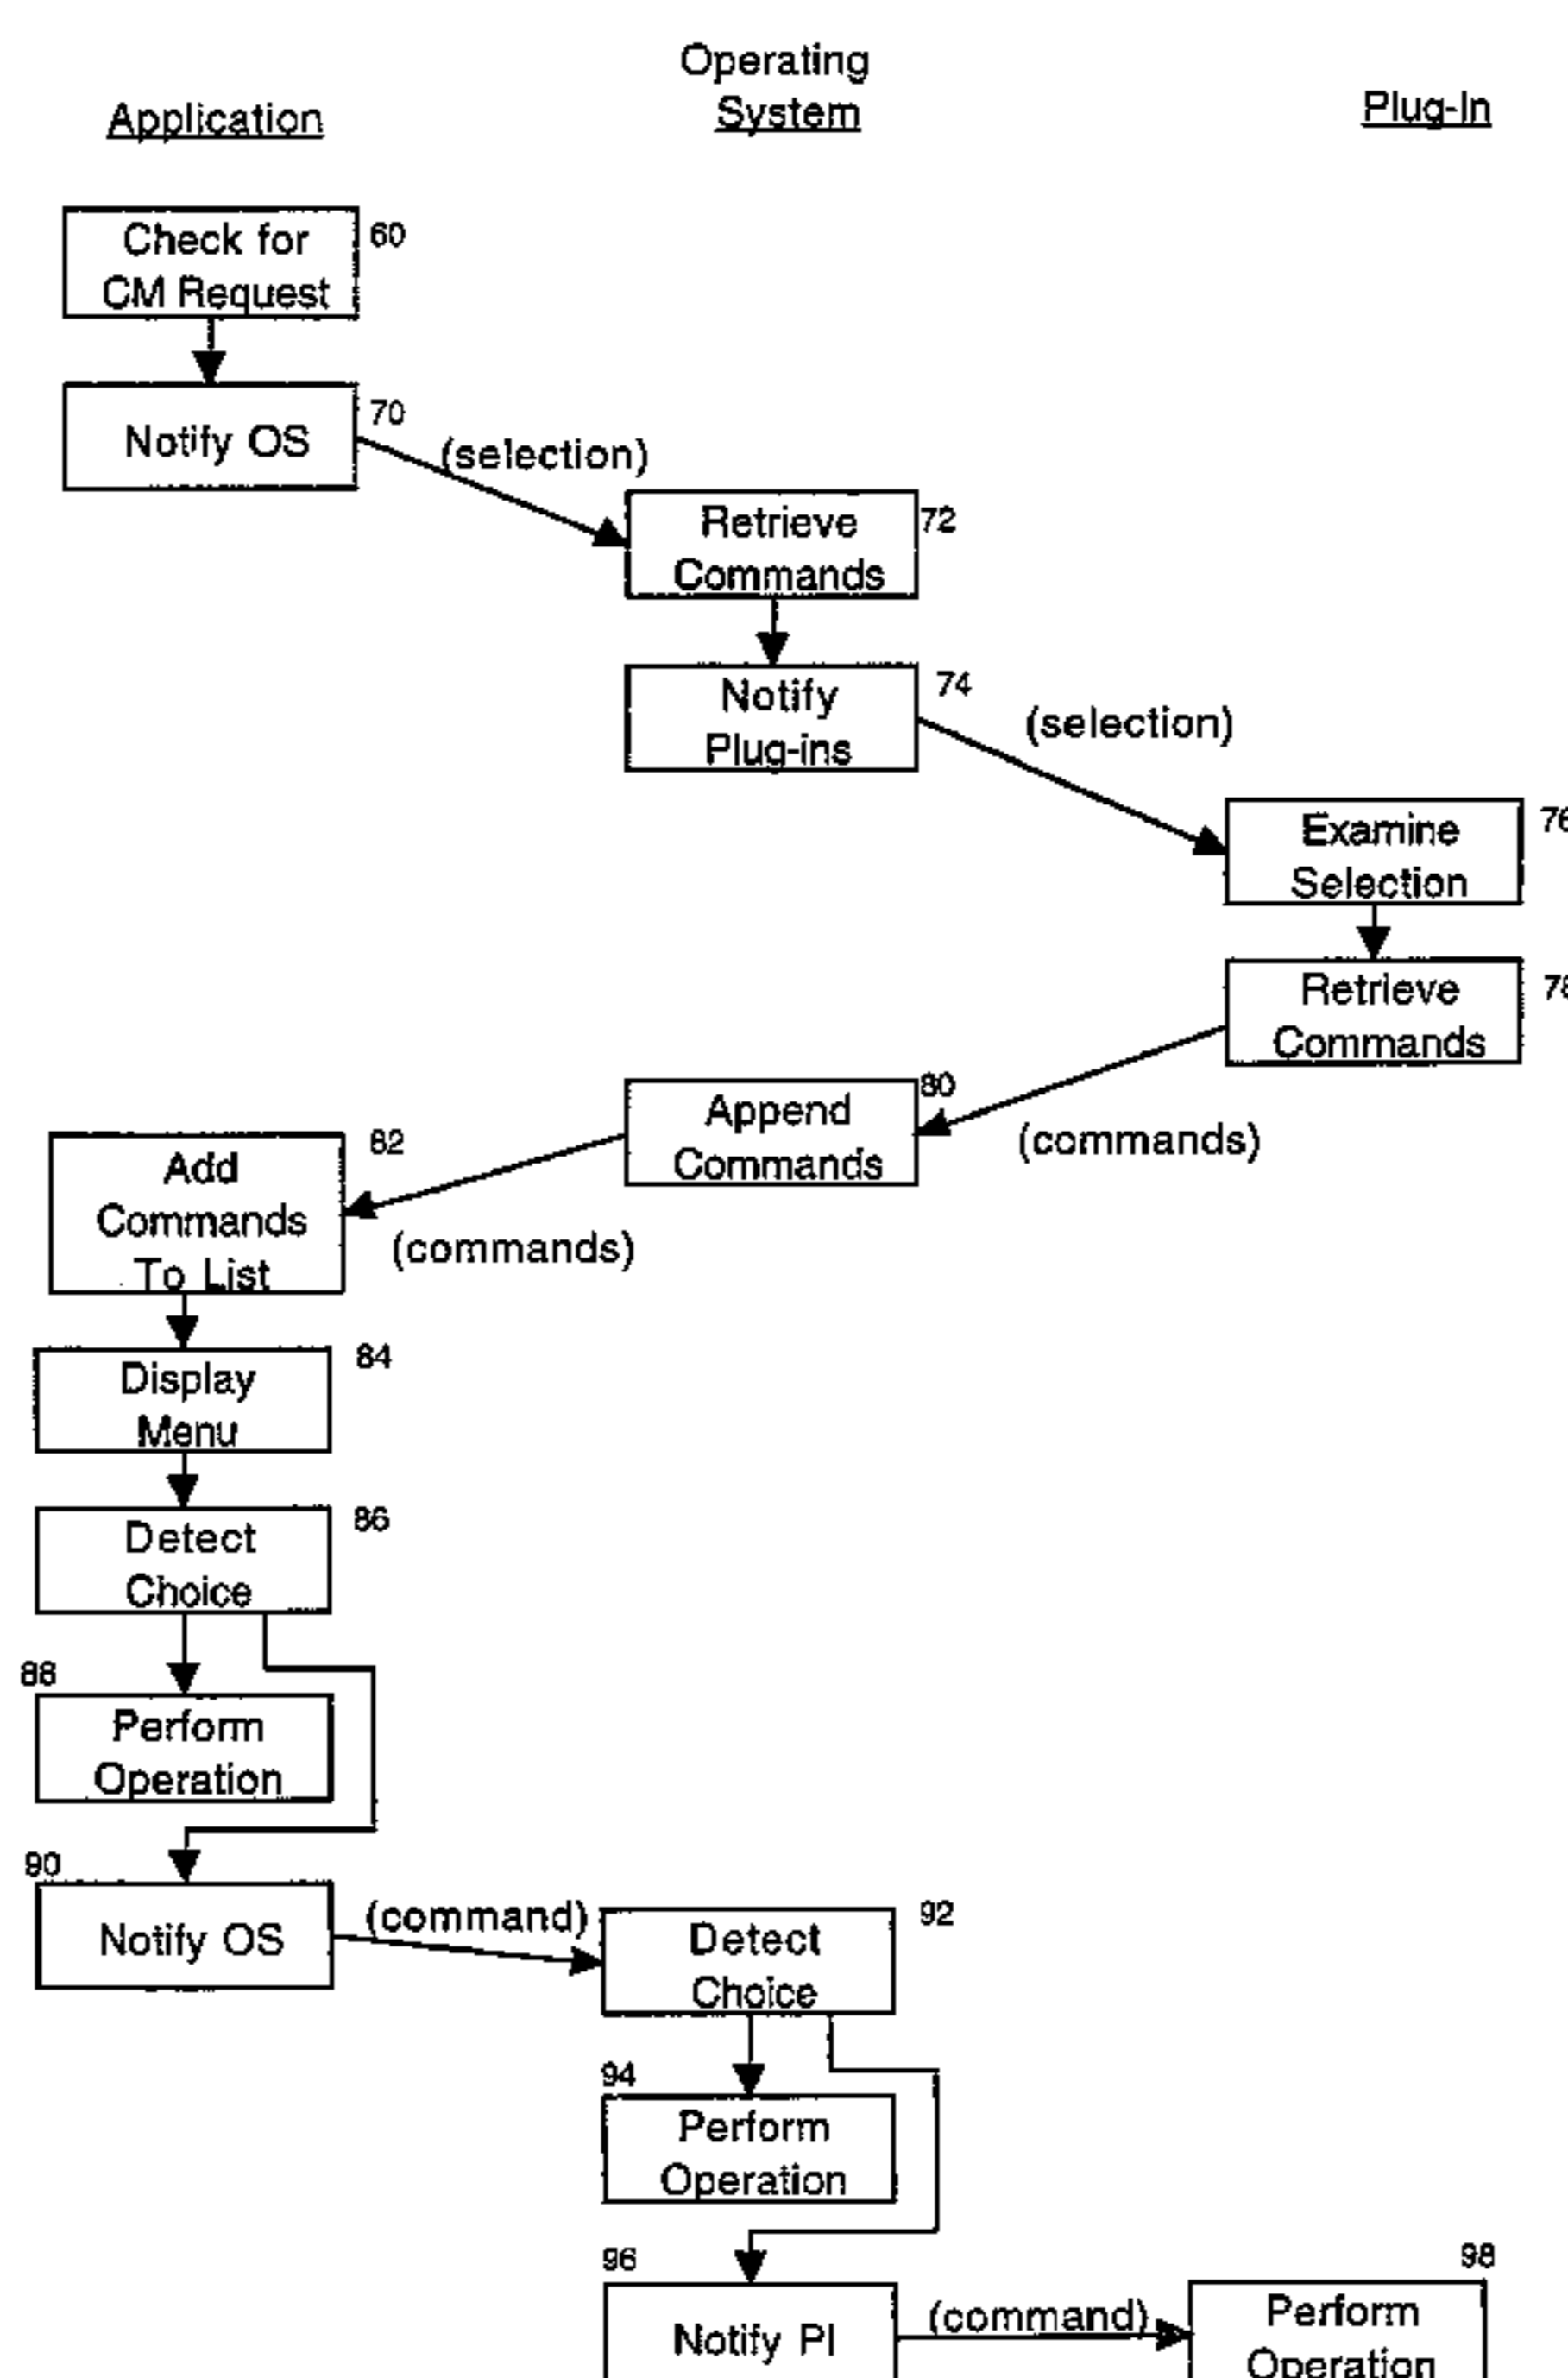 Operating
System
Application
Plug-In
Check for
CM Request
60
Notify OS
70
(selection)
Retrieve
Commands
72
Notify
Plug-ins
74
(selection)
Examine
Selection
76
Retrieve
Commands
78
(commands)
Append
Commands
80
(commands)
Add
Commands
To List
82
Display
Menu
84
Detect
Choice
86
88
Perform
Operation
90
Notify OS
(command)
Detect
Choice
92
94
Perform
Operation
96
Notify PI
(command)
98
Perform
Operation